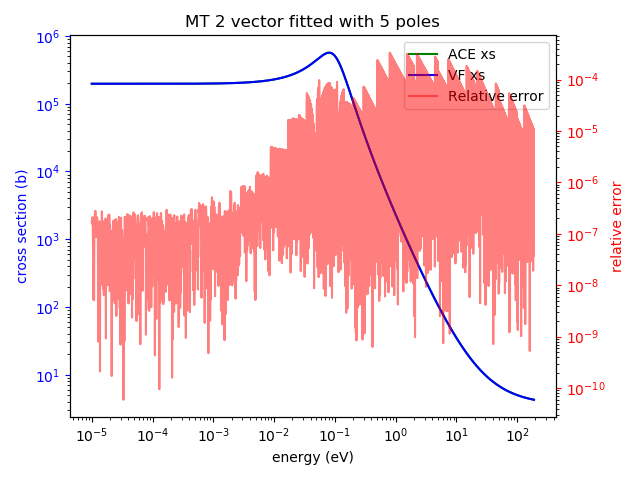 MT 2 vector fitted with 5 poles
ACE xs
VF xs
Relative error
cross section (b)
10^6
10^5
10^4
10^3
10^2
10^1
relative error
10^-4
10^-5
10^-6
10^-7
10^-8
10^-9
10^-10
10^-5 10^-4 10^-3 10^-2 10^-1 10^0 10^1 10^2
energy (eV)